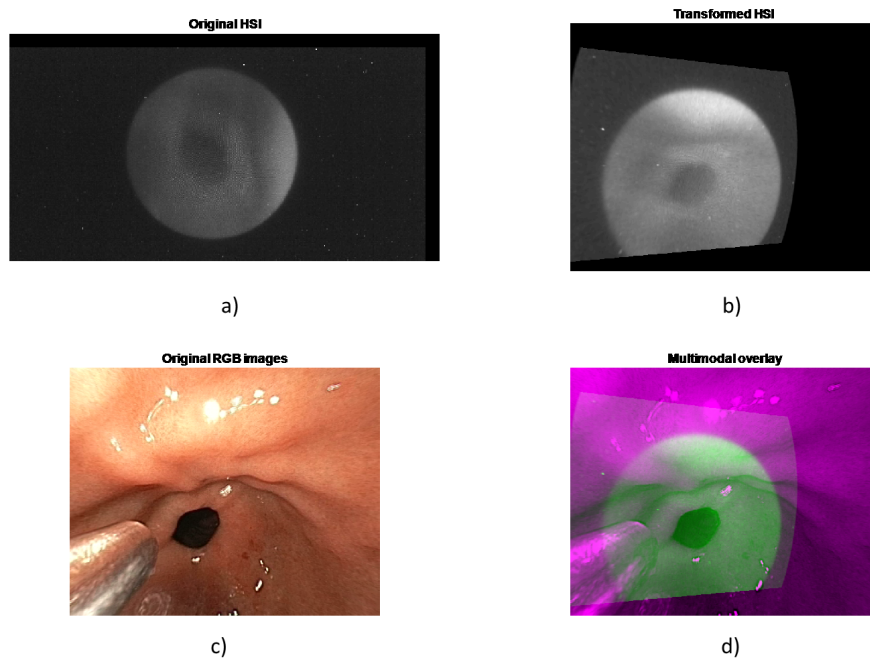 Original HSI
Transformed HSI
a)
b)
Original RGB images
Multimodal overlay
c)
d)